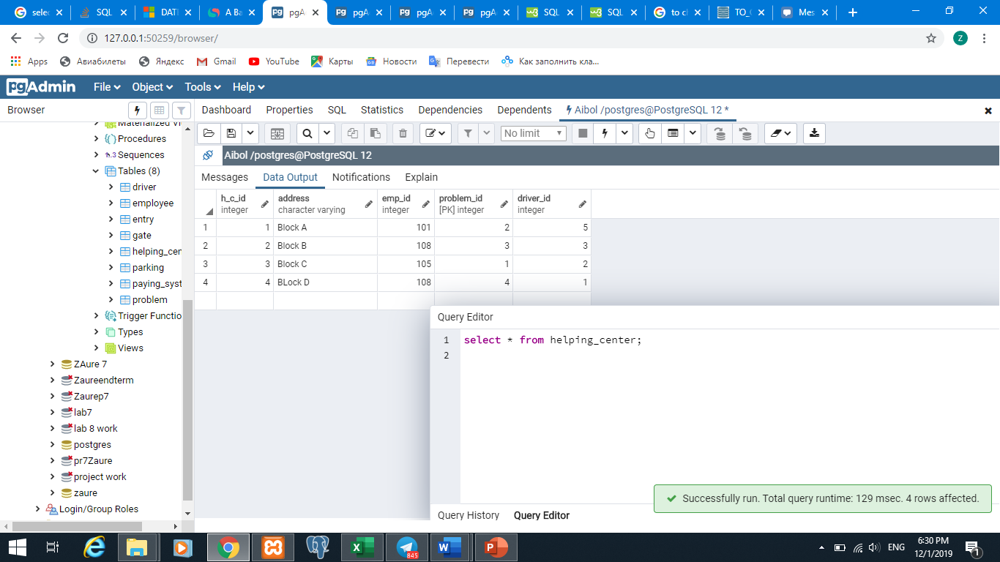 selec
SQL
DATI
A Ba
pgA
pgA
pgA
pgA
SQL
SQL
to cl
TO_(
Mes
127.0.0.1:50259/browser/
Z
Apps
Авиабилеты
Яндекс
Gmail
YouTube
Карты
Новости
Перевести
Как заполнить кла...
pgAdmin File Object Tools Help
Browser
Dashboard Properties SQL Statistics Dependencies Dependents Aibol /postgres@PostgreSQL 12 *
No limit
Aibol /postgres@PostgreSQL 12
Messages Data Output Notifications Explain
Materialized Vi
Procedures
1..3 Sequences
Tables (8)
driver
employee
entry
gate
helping_cen
parking
paying_syst
problem
Trigger Functio
Types
Views
ZAure 7
Zaureendterm
Zaurep7
lab7
lab 8 work
postgres
pr7Zaure
project work
zaure
Login/Group Roles
h_c_id address emp_id problem_id driver_id
integer character varying integer [PK] integer integer
1 1 Block A 101 2 5
2 2 Block B 108 3 3
3 3 Block C 105 1 2
4 4 BLock D 108 4 1
Query Editor
1 select * from helping_center;
2
Successfully run. Total query runtime: 129 msec. 4 rows affected.
Query History Query Editor
845
ENG
6:30 PM
12/1/2019
1